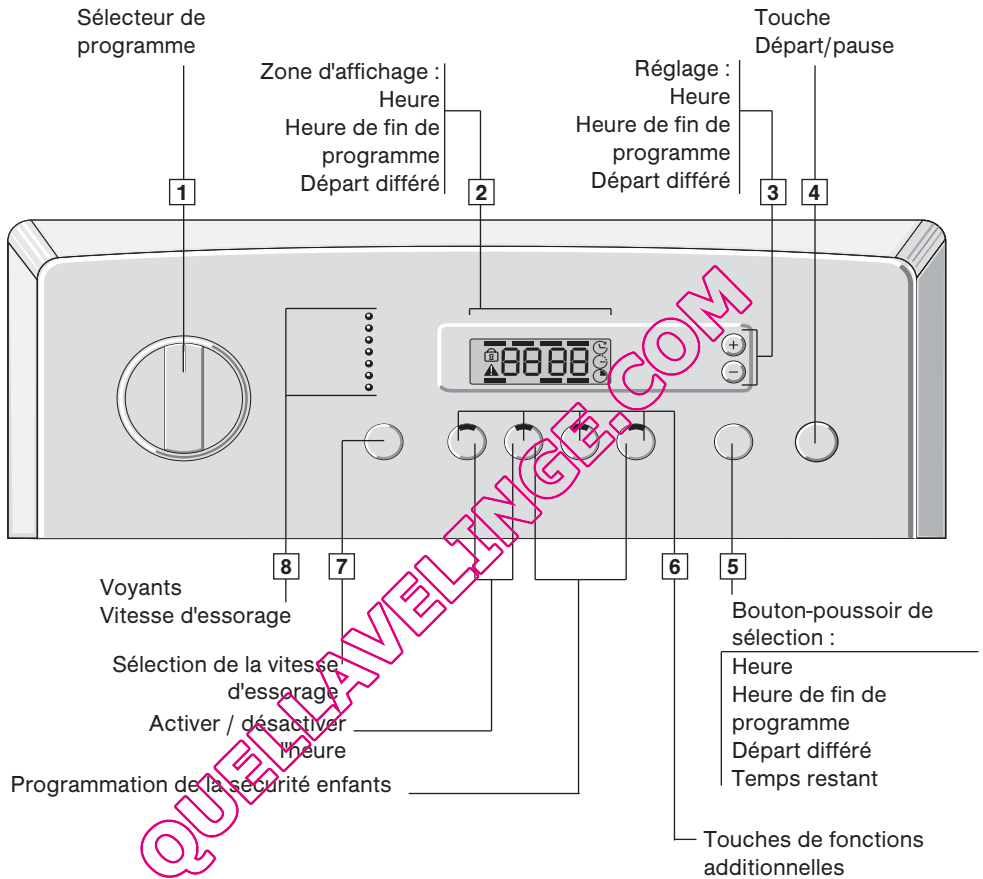 Sélecteur de
programme
Touche
Départ/pause
Zone d'affichage :
Heure
Heure de fin de
programme
Départ différé
Réglage :
Heure
Heure de fin de
programme
Départ différé
1
2
3
4
88:88
+
−
8
7
6
5
Voyants
Vitesse d'essorage
Sélection de la vitesse
d'essorage
Activer / désactiver
l'heure
Programmation de la sécurité enfants
Bouton-poussoir de
sélection :
Heure
Heure de fin de
programme
Départ différé
Temps restant
Touches de fonctions
additionnelles
QUELLAVELINGE.COM